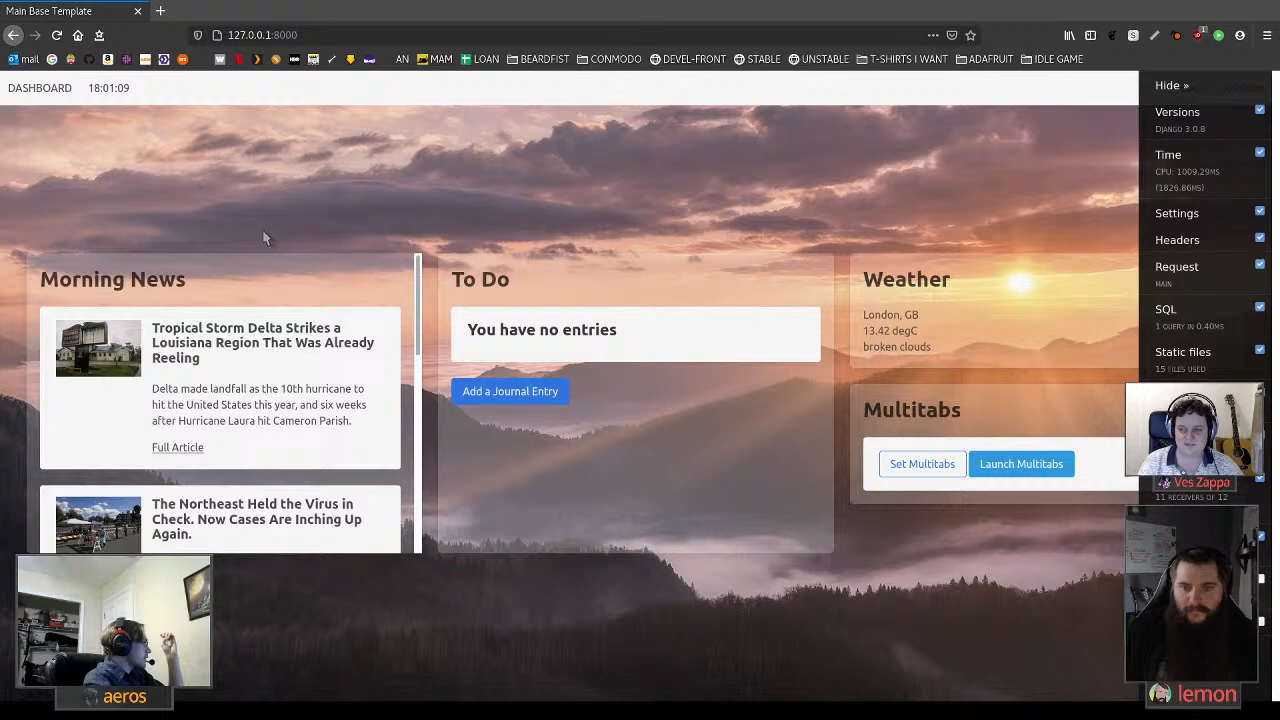 Main Base Template
127.0.0.1:8000
mail
AN
MAM
LOAN
BEARDFIST
CONMODO
DEVEL-FRONT
STABLE
UNSTABLE
T-SHIRTS I WANT
ADAFRUIT
IDLE GAME
DASHBOARD
18:01:09
Hide »
Versions
DJANGO 3.0.8
Time
CPU: 1009.29MS
(1826.86MS)
Settings
Headers
Request
MAIN
SQL
1 QUERY IN 0.40MS
Static files
15 FILES USED
11 RECEIVERS OF 12
Morning News
Tropical Storm Delta Strikes a
Louisiana Region That Was Already
Reeling
Delta made landfall as the 10th hurricane to
hit the United States this year, and six weeks
after Hurricane Laura hit Cameron Parish.
Full Article
The Northeast Held the Virus in
Check. Now Cases Are Inching Up
Again.
To Do
You have no entries
Add a Journal Entry
Weather
London, GB
13.42 degC
broken clouds
Multitabs
Set Multitabs
Launch Multitabs
Ves Zappa
aeros
lemon